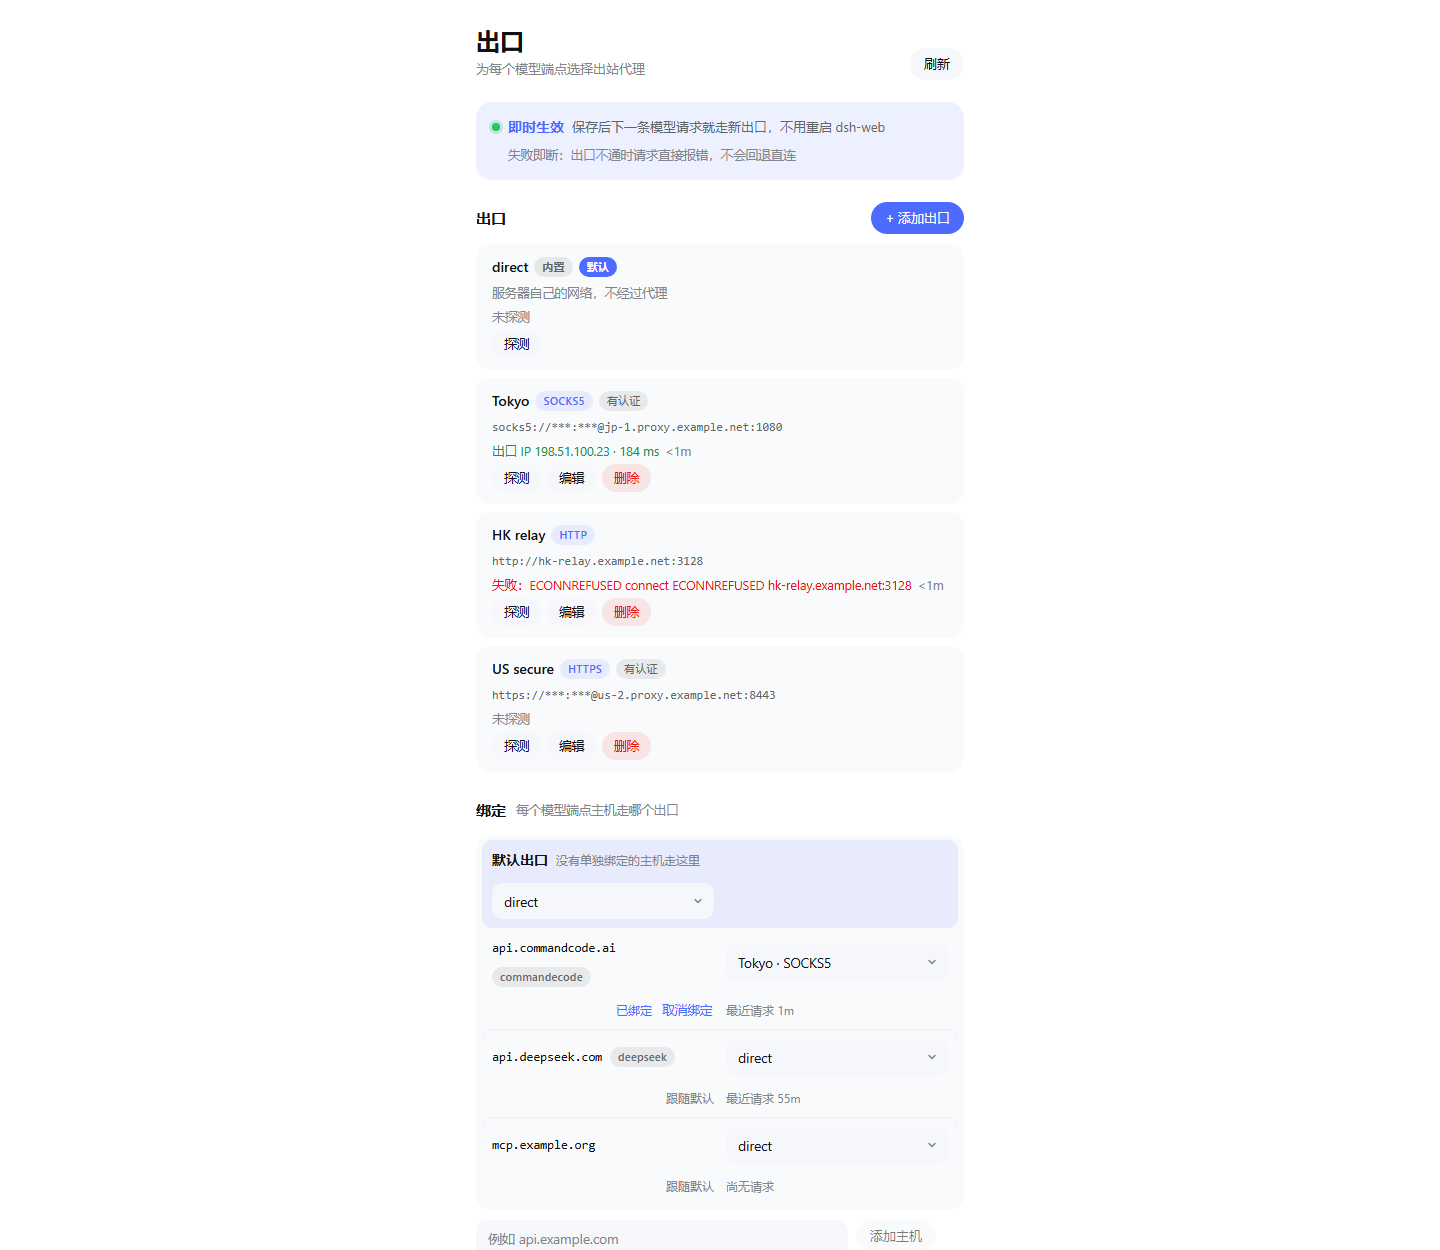 出口
为每个模型端点选择出站代理
刷新
即时生效 保存后下一条模型请求就走新出口，不用重启 dsh-web
失败即断：出口不通时请求直接报错，不会回退直连
出口
+ 添加出口
direct 内置 默认
服务器自己的网络，不经过代理
未探测
探测
Tokyo SOCKS5 有认证
socks5://***:***@jp-1.proxy.example.net:1080
出口 IP 198.51.100.23 · 184 ms <1m
探测 编辑 删除
HK relay HTTP
http://hk-relay.example.net:3128
失败：ECONNREFUSED connect ECONNREFUSED hk-relay.example.net:3128 <1m
探测 编辑 删除
US secure HTTPS 有认证
https://***:***@us-2.proxy.example.net:8443
未探测
探测 编辑 删除
绑定 每个模型端点主机走哪个出口
默认出口 没有单独绑定的主机走这里
direct
api.commandcode.ai
commandecode
Tokyo · SOCKS5
已绑定 取消绑定 最近请求 1m
api.deepseek.com deepseek direct
跟随默认 最近请求 55m
mcp.example.org direct
跟随默认 尚无请求
例如 api.example.com 添加主机